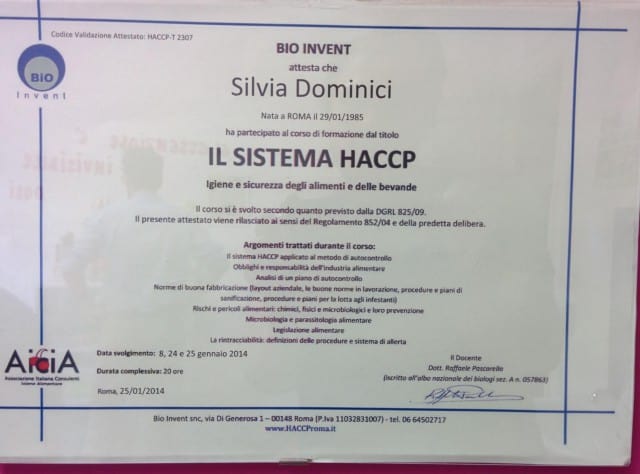 Codice Validazione Attestato: HACCP-T 2307
BIO
Invent
BIO INVENT
attesta che
Silvia Dominici
Nata a ROMA il 29/01/1985
ha partecipato al corso di formazione dal titolo
IL SISTEMA HACCP
Igiene e sicurezza degli alimenti e delle bevande
Il corso si è svolto secondo quanto previsto dalla DGRL 825/09.
Il presente attestato viene rilasciato ai sensi del Regolamento 852/04 e della predetta delibera.
Argomenti trattati durante il corso:
Il sistema HACCP applicato al metodo di autocontrollo
Obblighi e responsabilità dell'industria alimentare
Analisi di un piano di autocontrollo
Norme di buona fabbricazione (layout aziendale, le buone norme in lavorazione, procedure e piani di
sanificazione, procedure e piani per la lotta agli infestanti)
Rischi e pericoli alimentari: chimici, fisici e microbiologici e loro prevenzione
Microbiologia e parassitologia alimentare
Legislazione alimentare
La rintracciabilità: definizioni delle procedure e sistema di allerta
AiciA
Associazione Italiana Consulenti
Igiene Alimentare
Data svolgimento: 8, 24 e 25 gennaio 2014
Durata complessiva: 20 ore
Roma, 25/01/2014
Il Docente
Dott. Raffaele Pascarella
(iscritto all'albo nazionale dei biologi sez. A n. 057863)
Bio Invent snc, via Di Generosa 1 – 00148 Roma (P.Iva 11032831007) - tel. 06 64502717
www.HACCProma.it